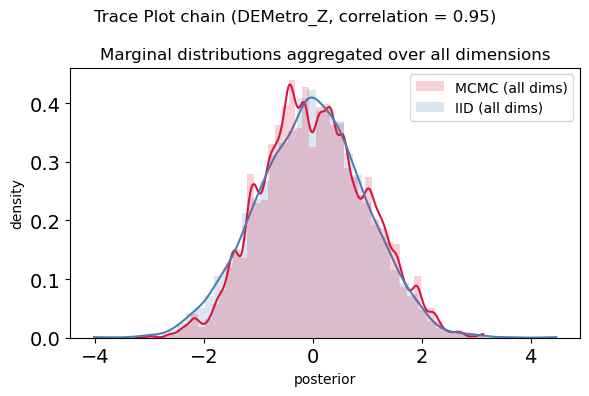 Trace Plot chain (DEMetro_Z, correlation = 0.95)
Marginal distributions aggregated over all dimensions
MCMC (all dims)
IID (all dims)
density
0.4
0.3
0.2
0.1
0.0
−4
−2
0
2
4
posterior